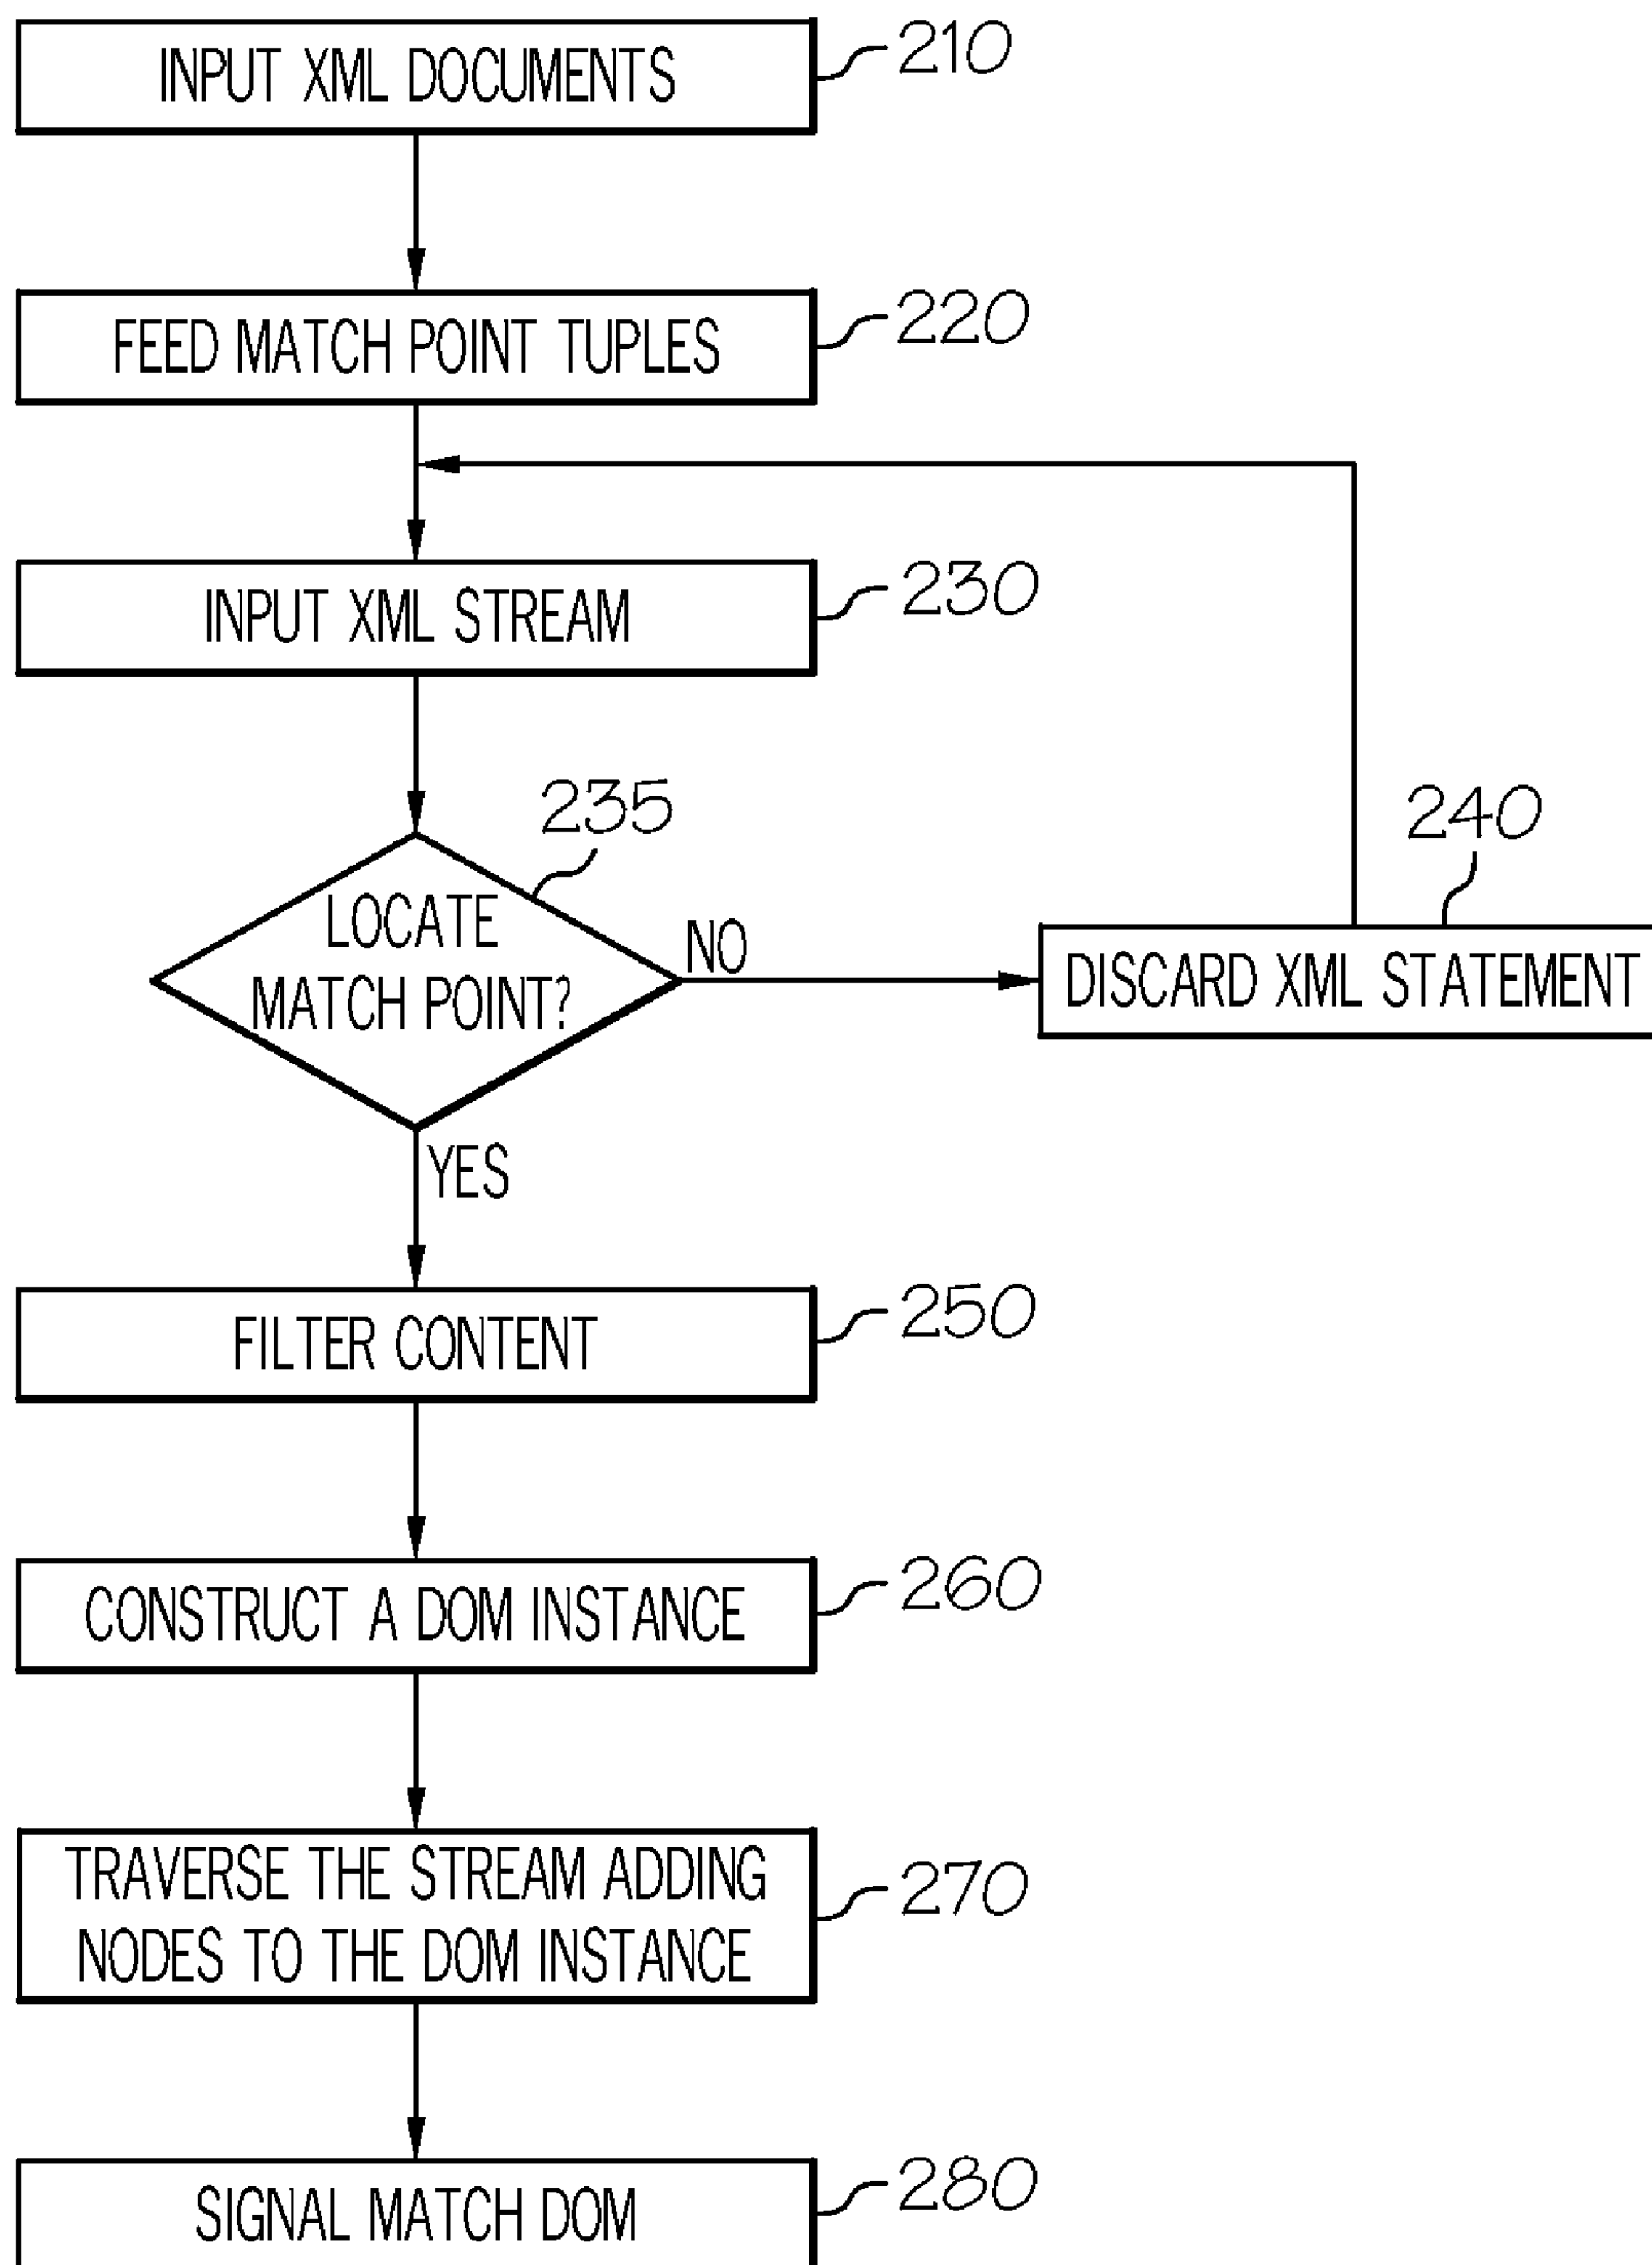 INPUT XML DOCUMENTS
210
FEED MATCH POINT TUPLES
220
INPUT XML STREAM
230
235
LOCATE
MATCH POINT?
NO
240
DISCARD XML STATEMENT
YES
FILTER CONTENT
250
CONSTRUCT A DOM INSTANCE
260
TRAVERSE THE STREAM ADDING
NODES TO THE DOM INSTANCE
270
SIGNAL MATCH DOM
280